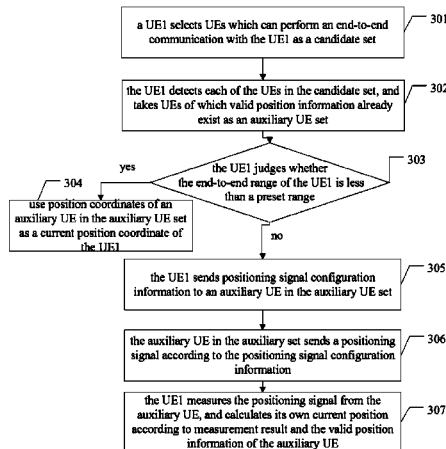 a UE1 selects UEs which can perform an end-to-end
communication with the UE1 as a candidate set
301
the UE1 detects each of the UEs in the candidate set, and
takes UEs of which valid position information already
exist as an auxiliary UE set
302
the UE1 judges whether
the end-to-end range of the UE1 is less
than a preset range
303
yes
304
use position coordinates of an
auxiliary UE in the auxiliary UE set
as a current position coordinate of
the UE1
no
the UE1 sends positioning signal configuration
information to an auxiliary UE in the auxiliary UE set
305
the auxiliary UE in the auxiliary set sends a positioning
signal according to the positioning signal configuration
information
306
the UE1 measures the positioning signal from the
auxiliary UE, and calculates its own current position
according to measurement result and the valid position
information of the auxiliary UE
307